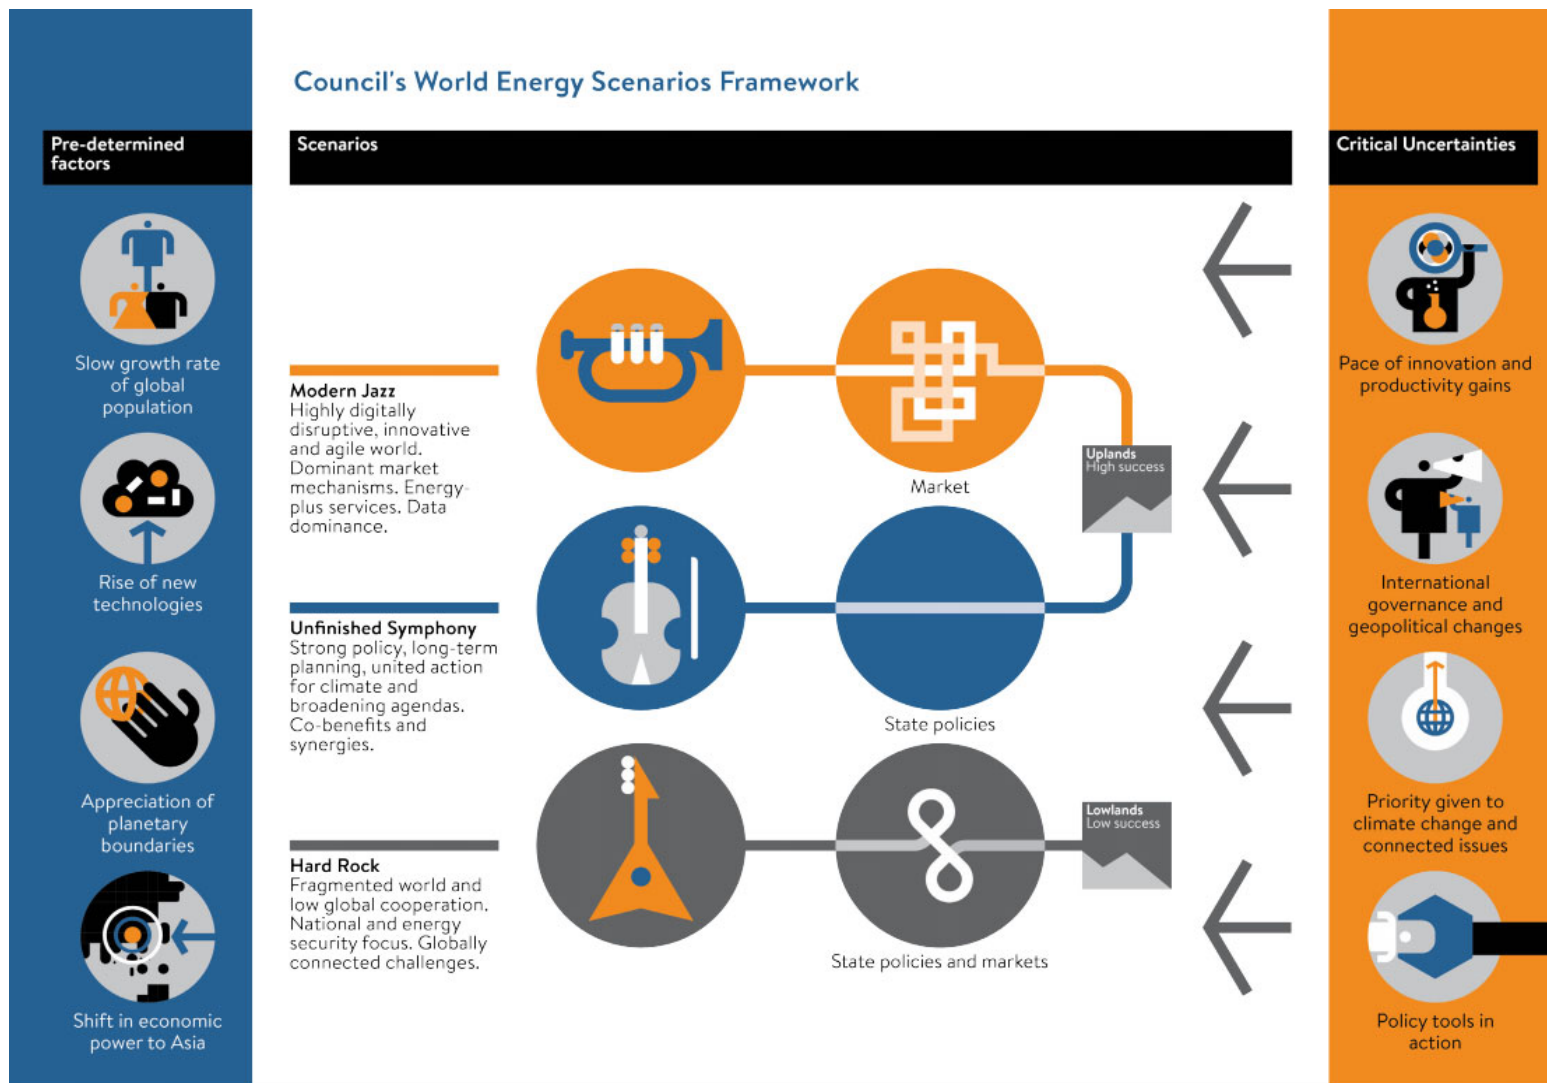 Council's World Energy Scenarios Framework
Pre-determined
factors
Slow growth rate
of global
population
Rise of new
technologies
Appreciation of
planetary
boundaries
Shift in economic
power to Asia
Scenarios
Modern Jazz
Highly digitally
disruptive, innovative
and agile world.
Dominant market
mechanisms. Energy-
plus services. Data
dominance.
Market
Uplands
High success
Unfinished Symphony
Strong policy, long-term
planning, united action
for climate and
broadening agendas.
Co-benefits and
synergies.
State policies
Hard Rock
Fragmented world and
low global cooperation.
National and energy
security focus. Globally
connected challenges.
State policies and markets
Lowlands
Low success
Critical Uncertainties
Pace of innovation and
productivity gains
International
governance and
geopolitical changes
Priority given to
climate change and
connected issues
Policy tools in
action